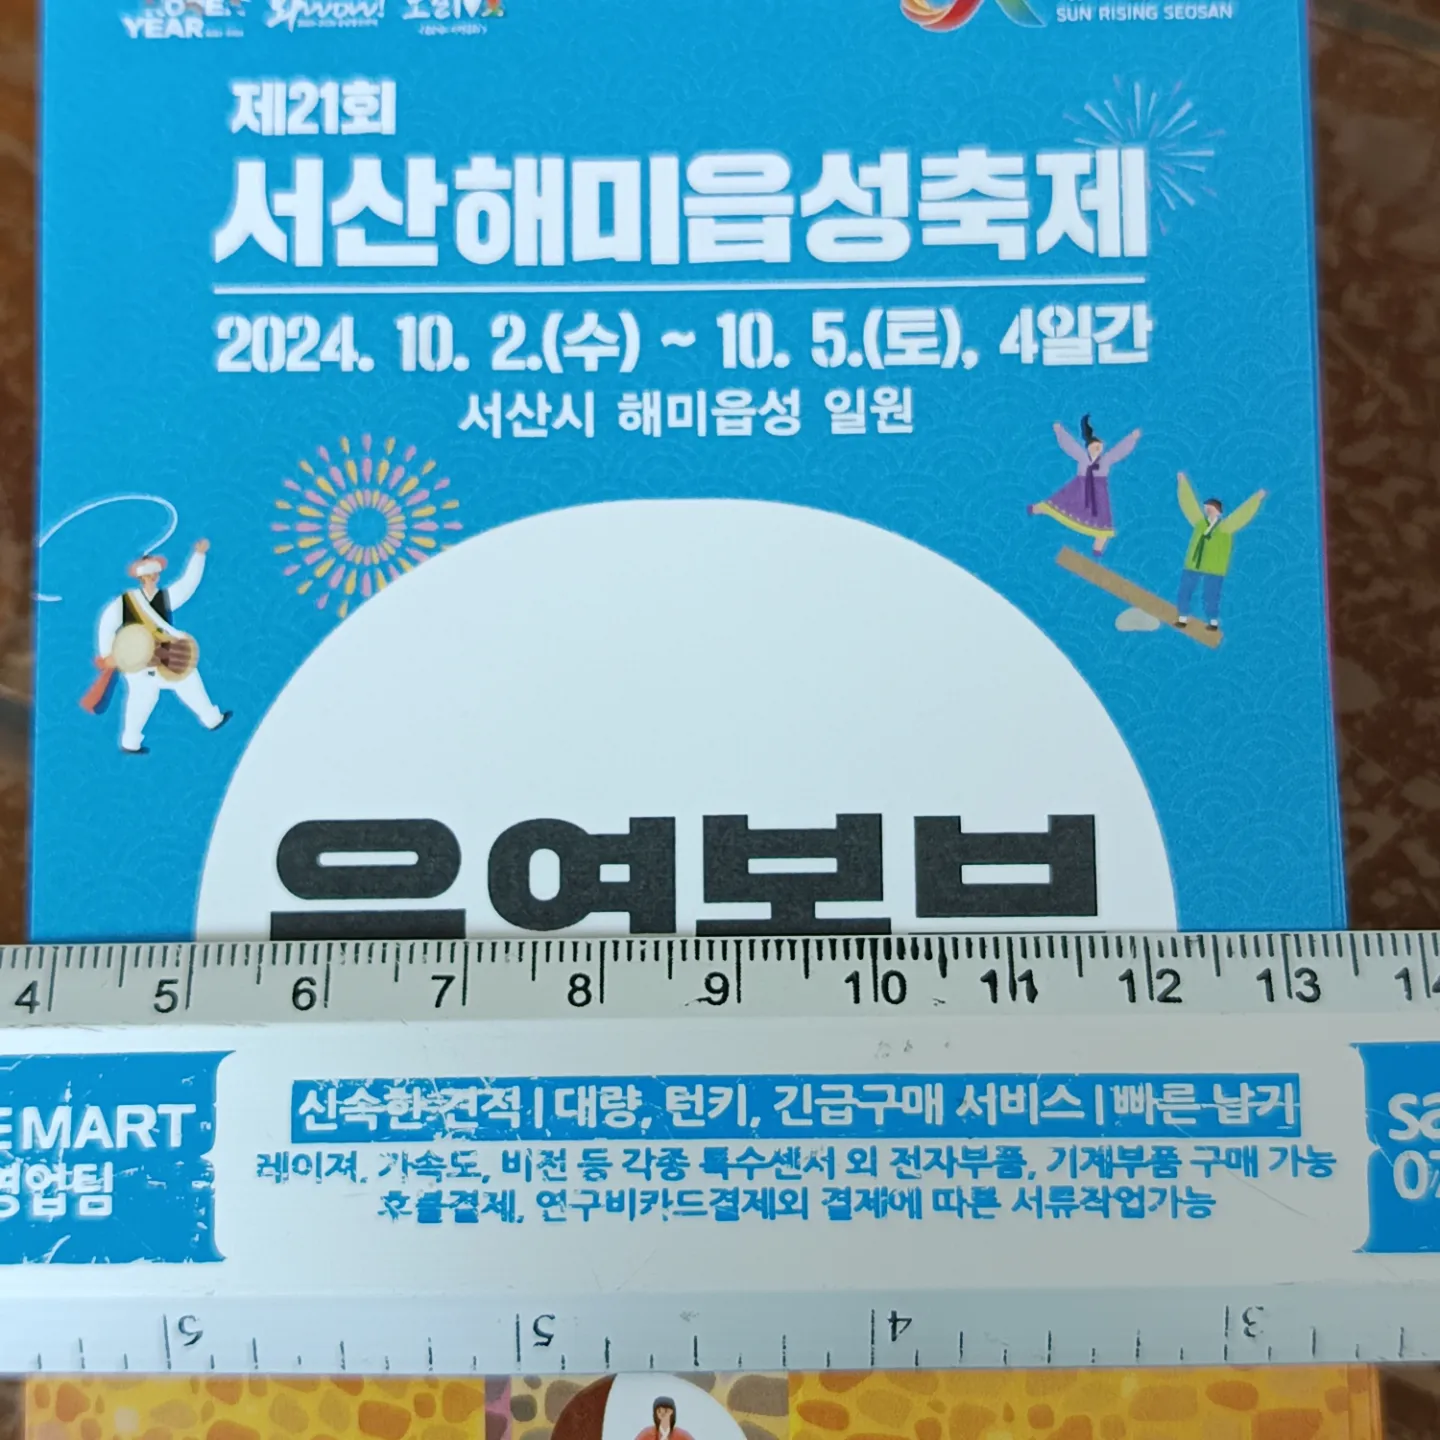 YEAR
SUN RISING SEOSAN
제21회
서산해미읍성축제
2024. 10. 2.(수) ~ 10. 5.(토), 4일간
서산시 해미읍성 일원
4 5 6 7 8 9 10 11 12 13
신속한 견적 | 대량, 턴키, 긴급구매 서비스 | 빠른 납기
MART
레이져, 가속도, 비전 등 각종 특수센서 외 전자부품, 기계부품 구매 가능
영업팀
후불결제, 연구비카드결제외 결제에 따른 서류작업가능
5 4 3